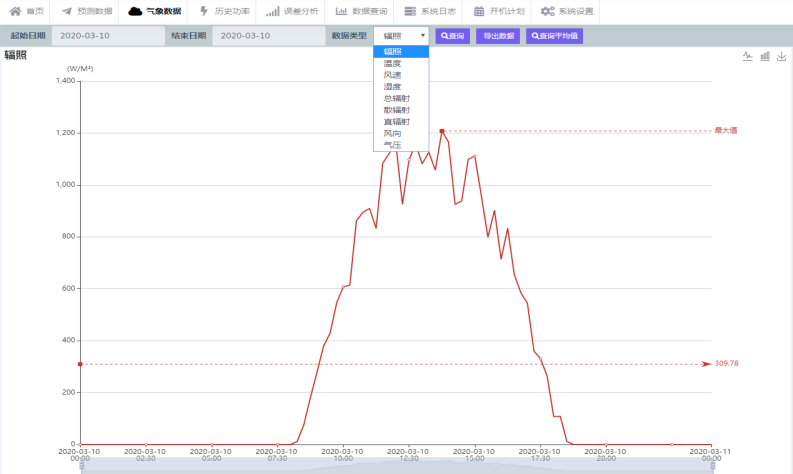 首页 预测数据 气象数据 历史功率 误差分析 数据查询 系统日志 开机计划 系统设置
起始日期 2020-03-10 结束日期 2020-03-10 数据类型 辐照 查询 导出数据 查询平均值
辐照
辐照
温度
风速
湿度
总辐射
散辐射
直辐射
风向
气压
(W/M²)
1,400
1,200
最大值
1,000
800
600
400
309.78
200
0
2020-03-10 2020-03-10 2020-03-10 2020-03-10 2020-03-10 2020-03-10 2020-03-10 2020-03-10 2020-03-10 2020-03-11
00:00 02:30 05:00 07:30 10:00 12:30 15:00 17:30 20:00 00:00